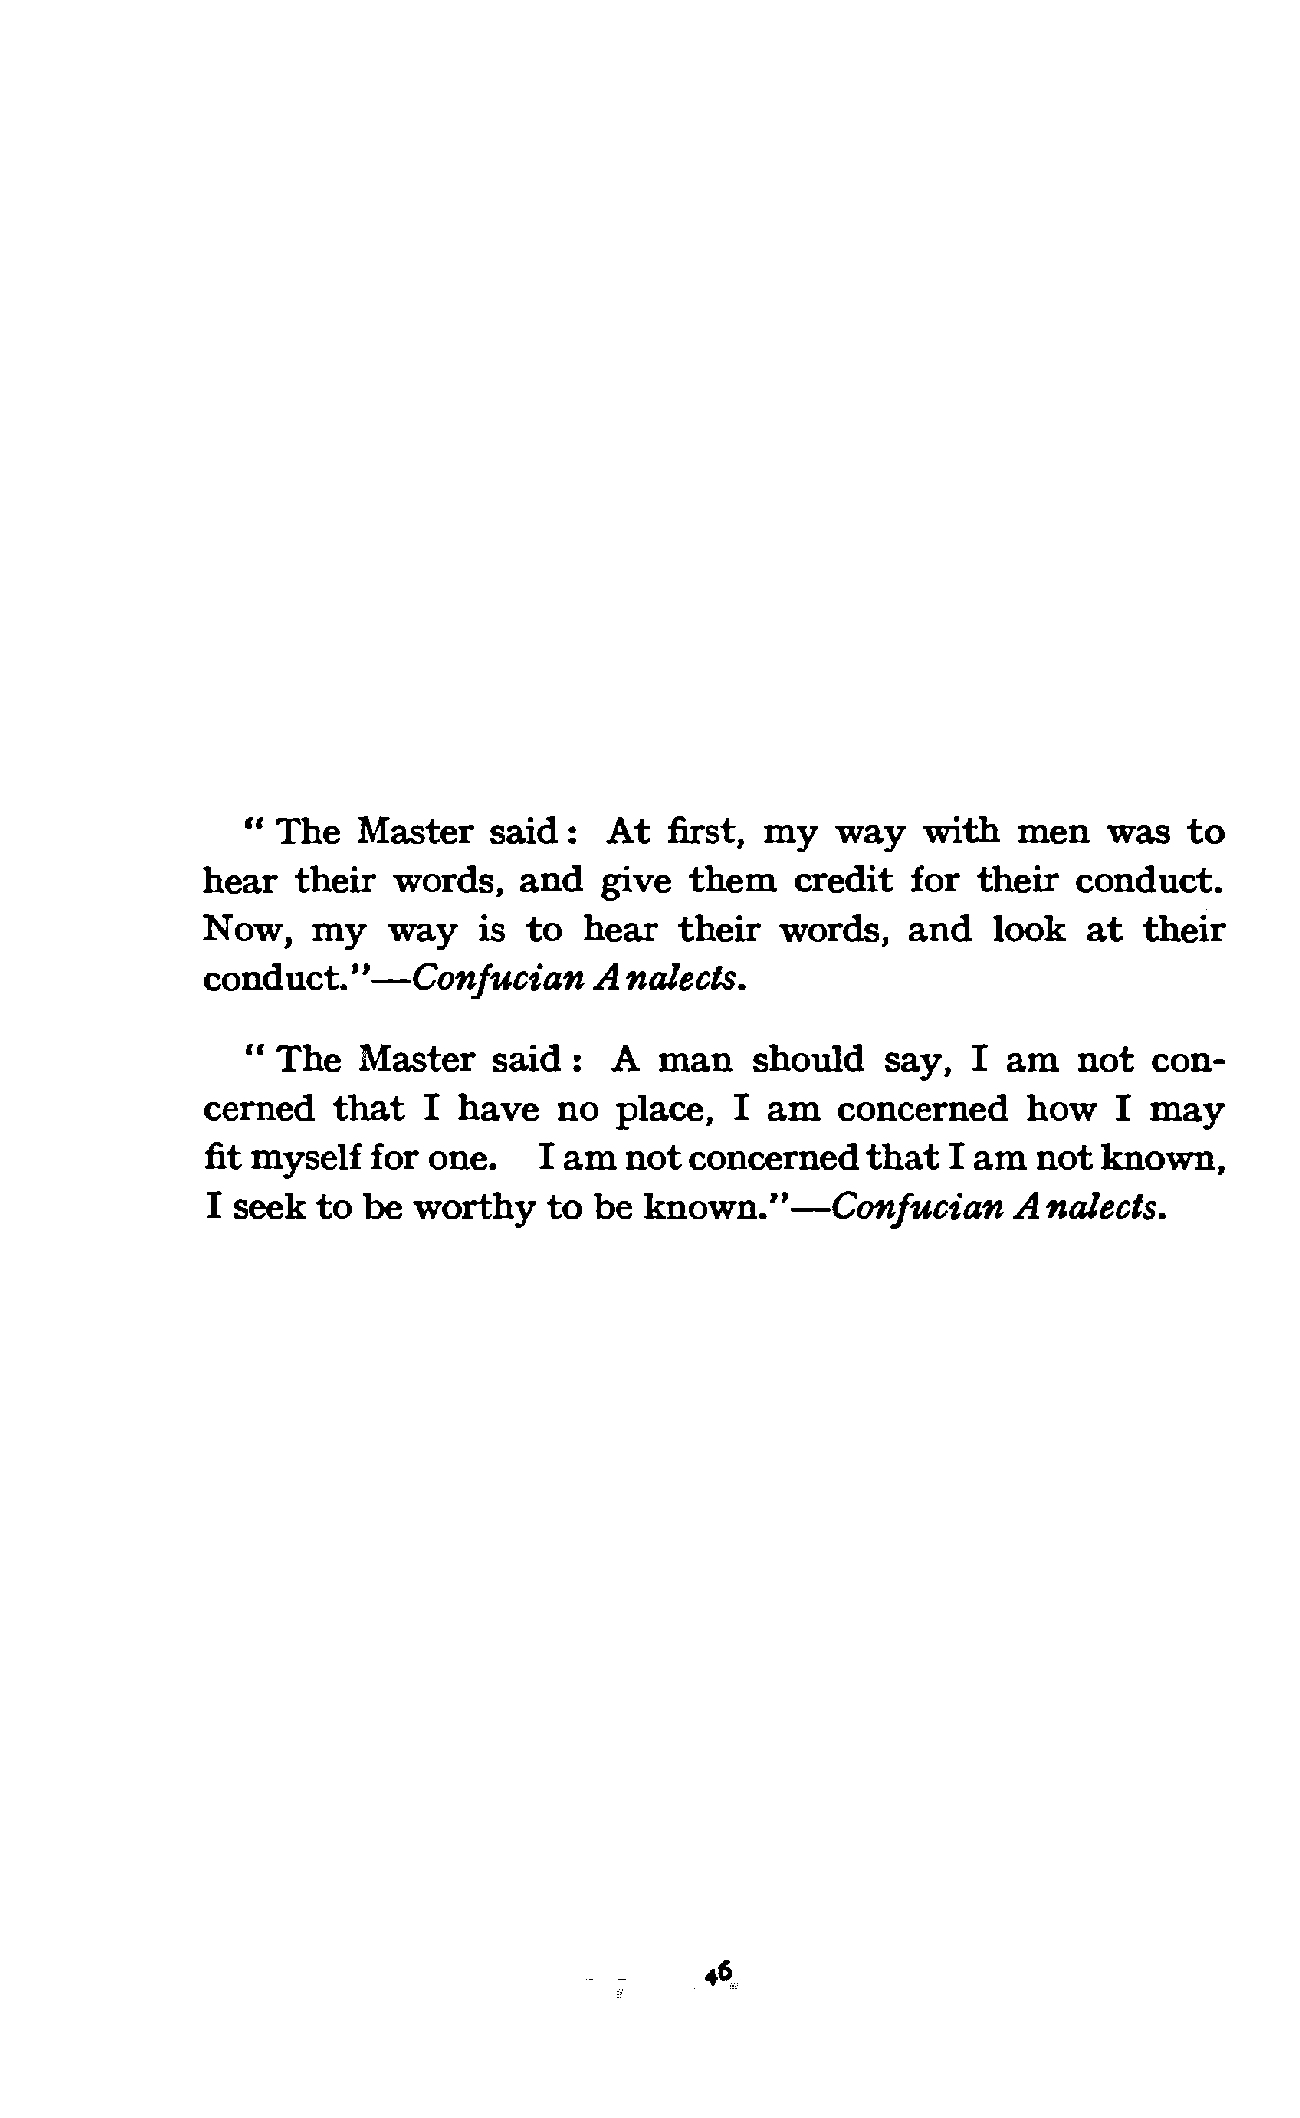 “ The Master said : At first, my way with men was to
hear their words, and give them credit for their conduct.
Now, my way is to hear their words, and look at their
conduct.”—Confucian Analects.
“ The Master said : A man should say, I am not con-
cerned that I have no place, I am concerned how I may
fit myself for one. I am not concerned that I am not known,
I seek to be worthy to be known.”—Confucian Analects.
46